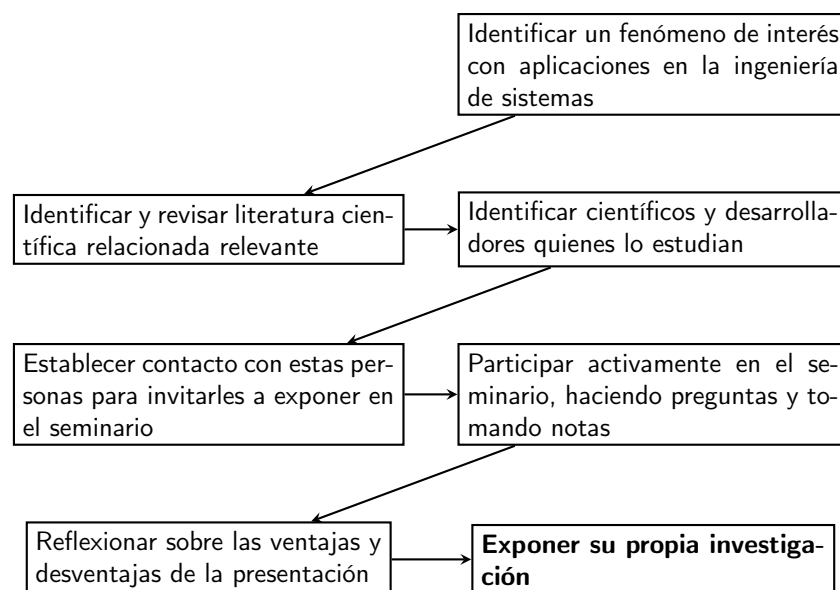 Identificar un fenómeno de interés
con aplicaciones en la ingeniería
de sistemas
Identificar y revisar literatura cien-
tífica relacionada relevante
Identificar científicos y desarrolla-
dores quienes lo estudian
Establecer contacto con estas per-
sonas para invitarles a exponer en
el seminario
Participar activamente en el se-
minario, haciendo preguntas y to-
mando notas
Reflexionar sobre las ventajas y
desventajas de la presentación
Exponer su propia investiga-
ción